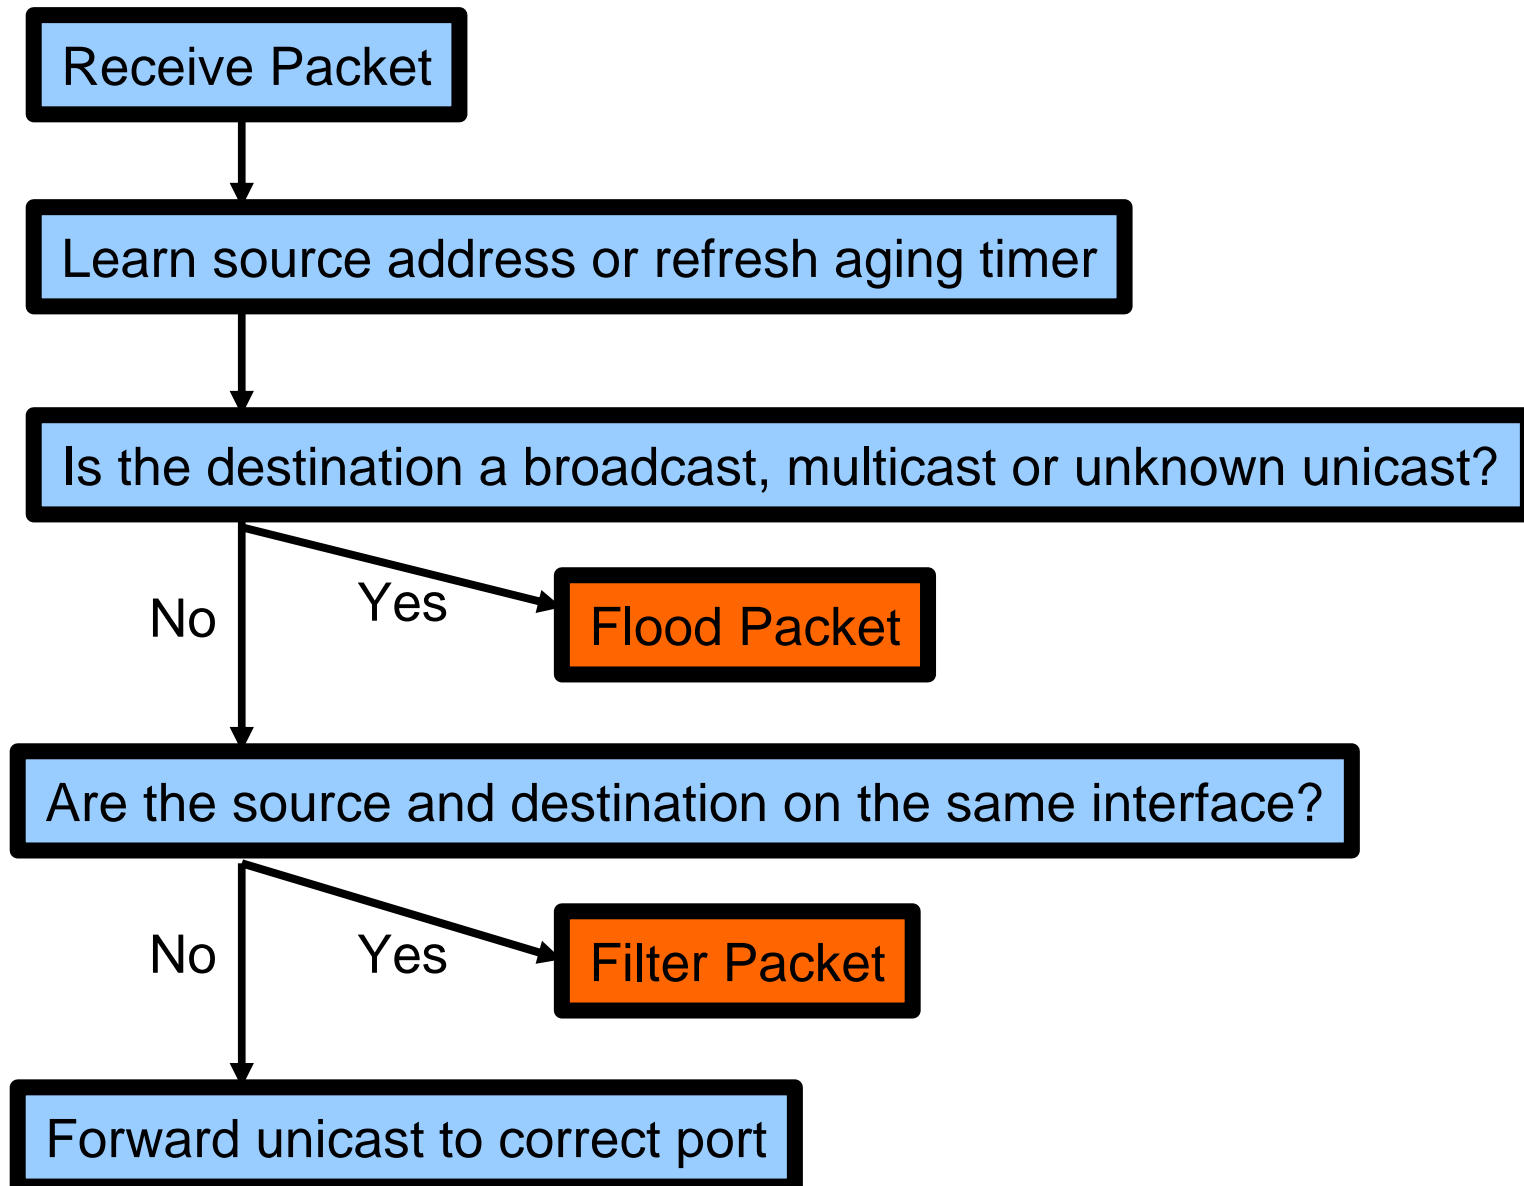 Receive Packet
Learn source address or refresh aging timer
Is the destination a broadcast, multicast or unknown unicast?
No
Yes
Flood Packet
Are the source and destination on the same interface?
No
Yes
Filter Packet
Forward unicast to correct port